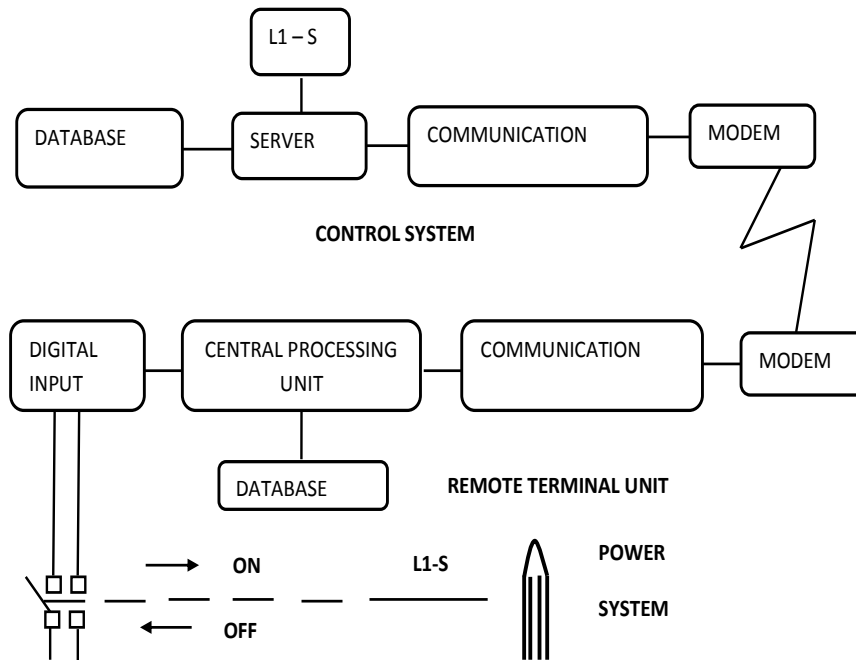 L1 – S
DATABASE
SERVER
COMMUNICATION
MODEM
CONTROL SYSTEM
DIGITAL
INPUT
CENTRAL PROCESSING
UNIT
COMMUNICATION
MODEM
DATABASE
REMOTE TERMINAL UNIT
ON
L1-S
POWER
SYSTEM
OFF